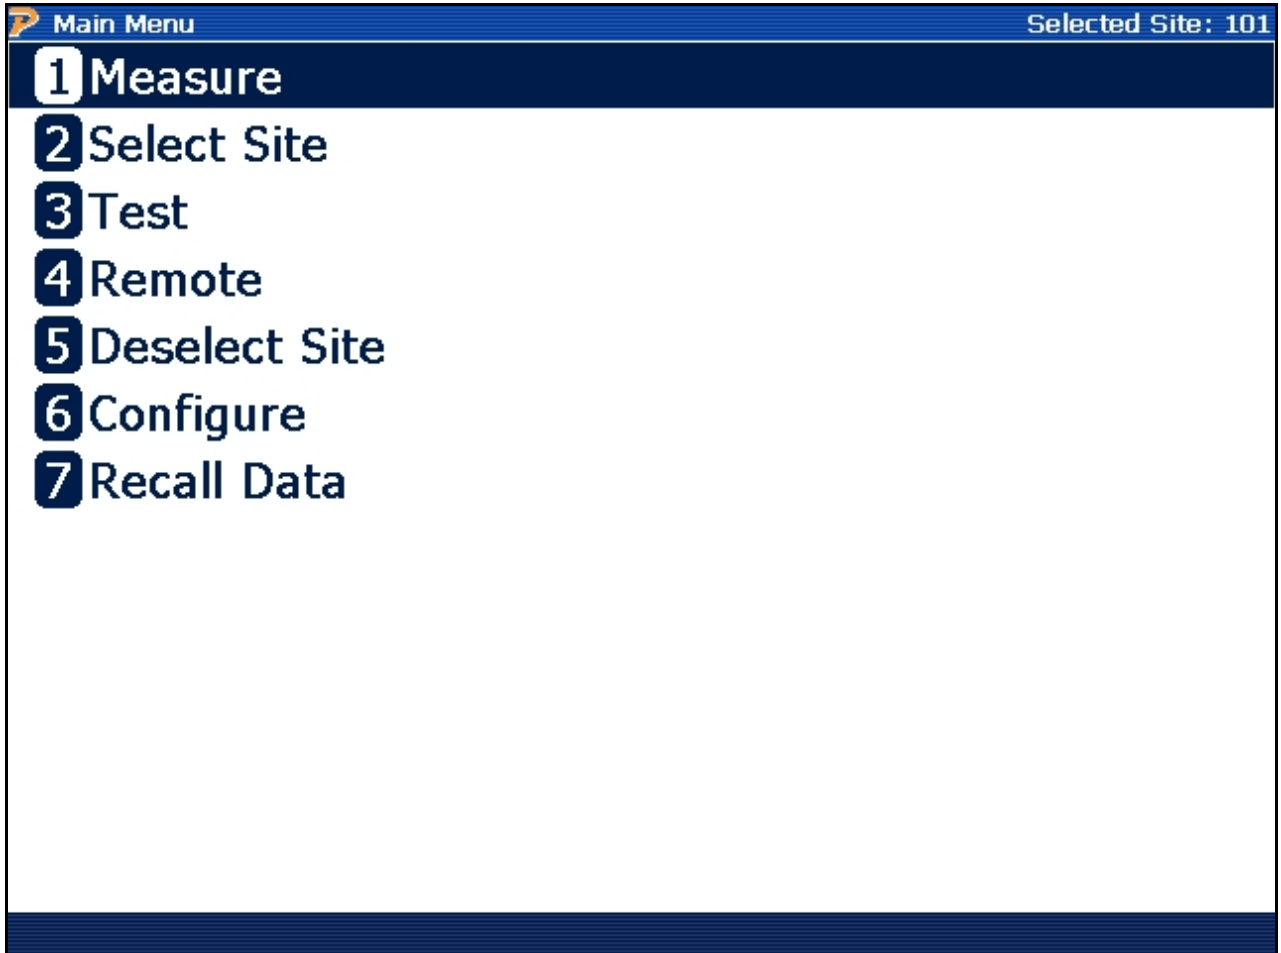 Main Menu Selected Site: 101
1 Measure
2 Select Site
3 Test
4 Remote
5 Deselect Site
6 Configure
7 Recall Data